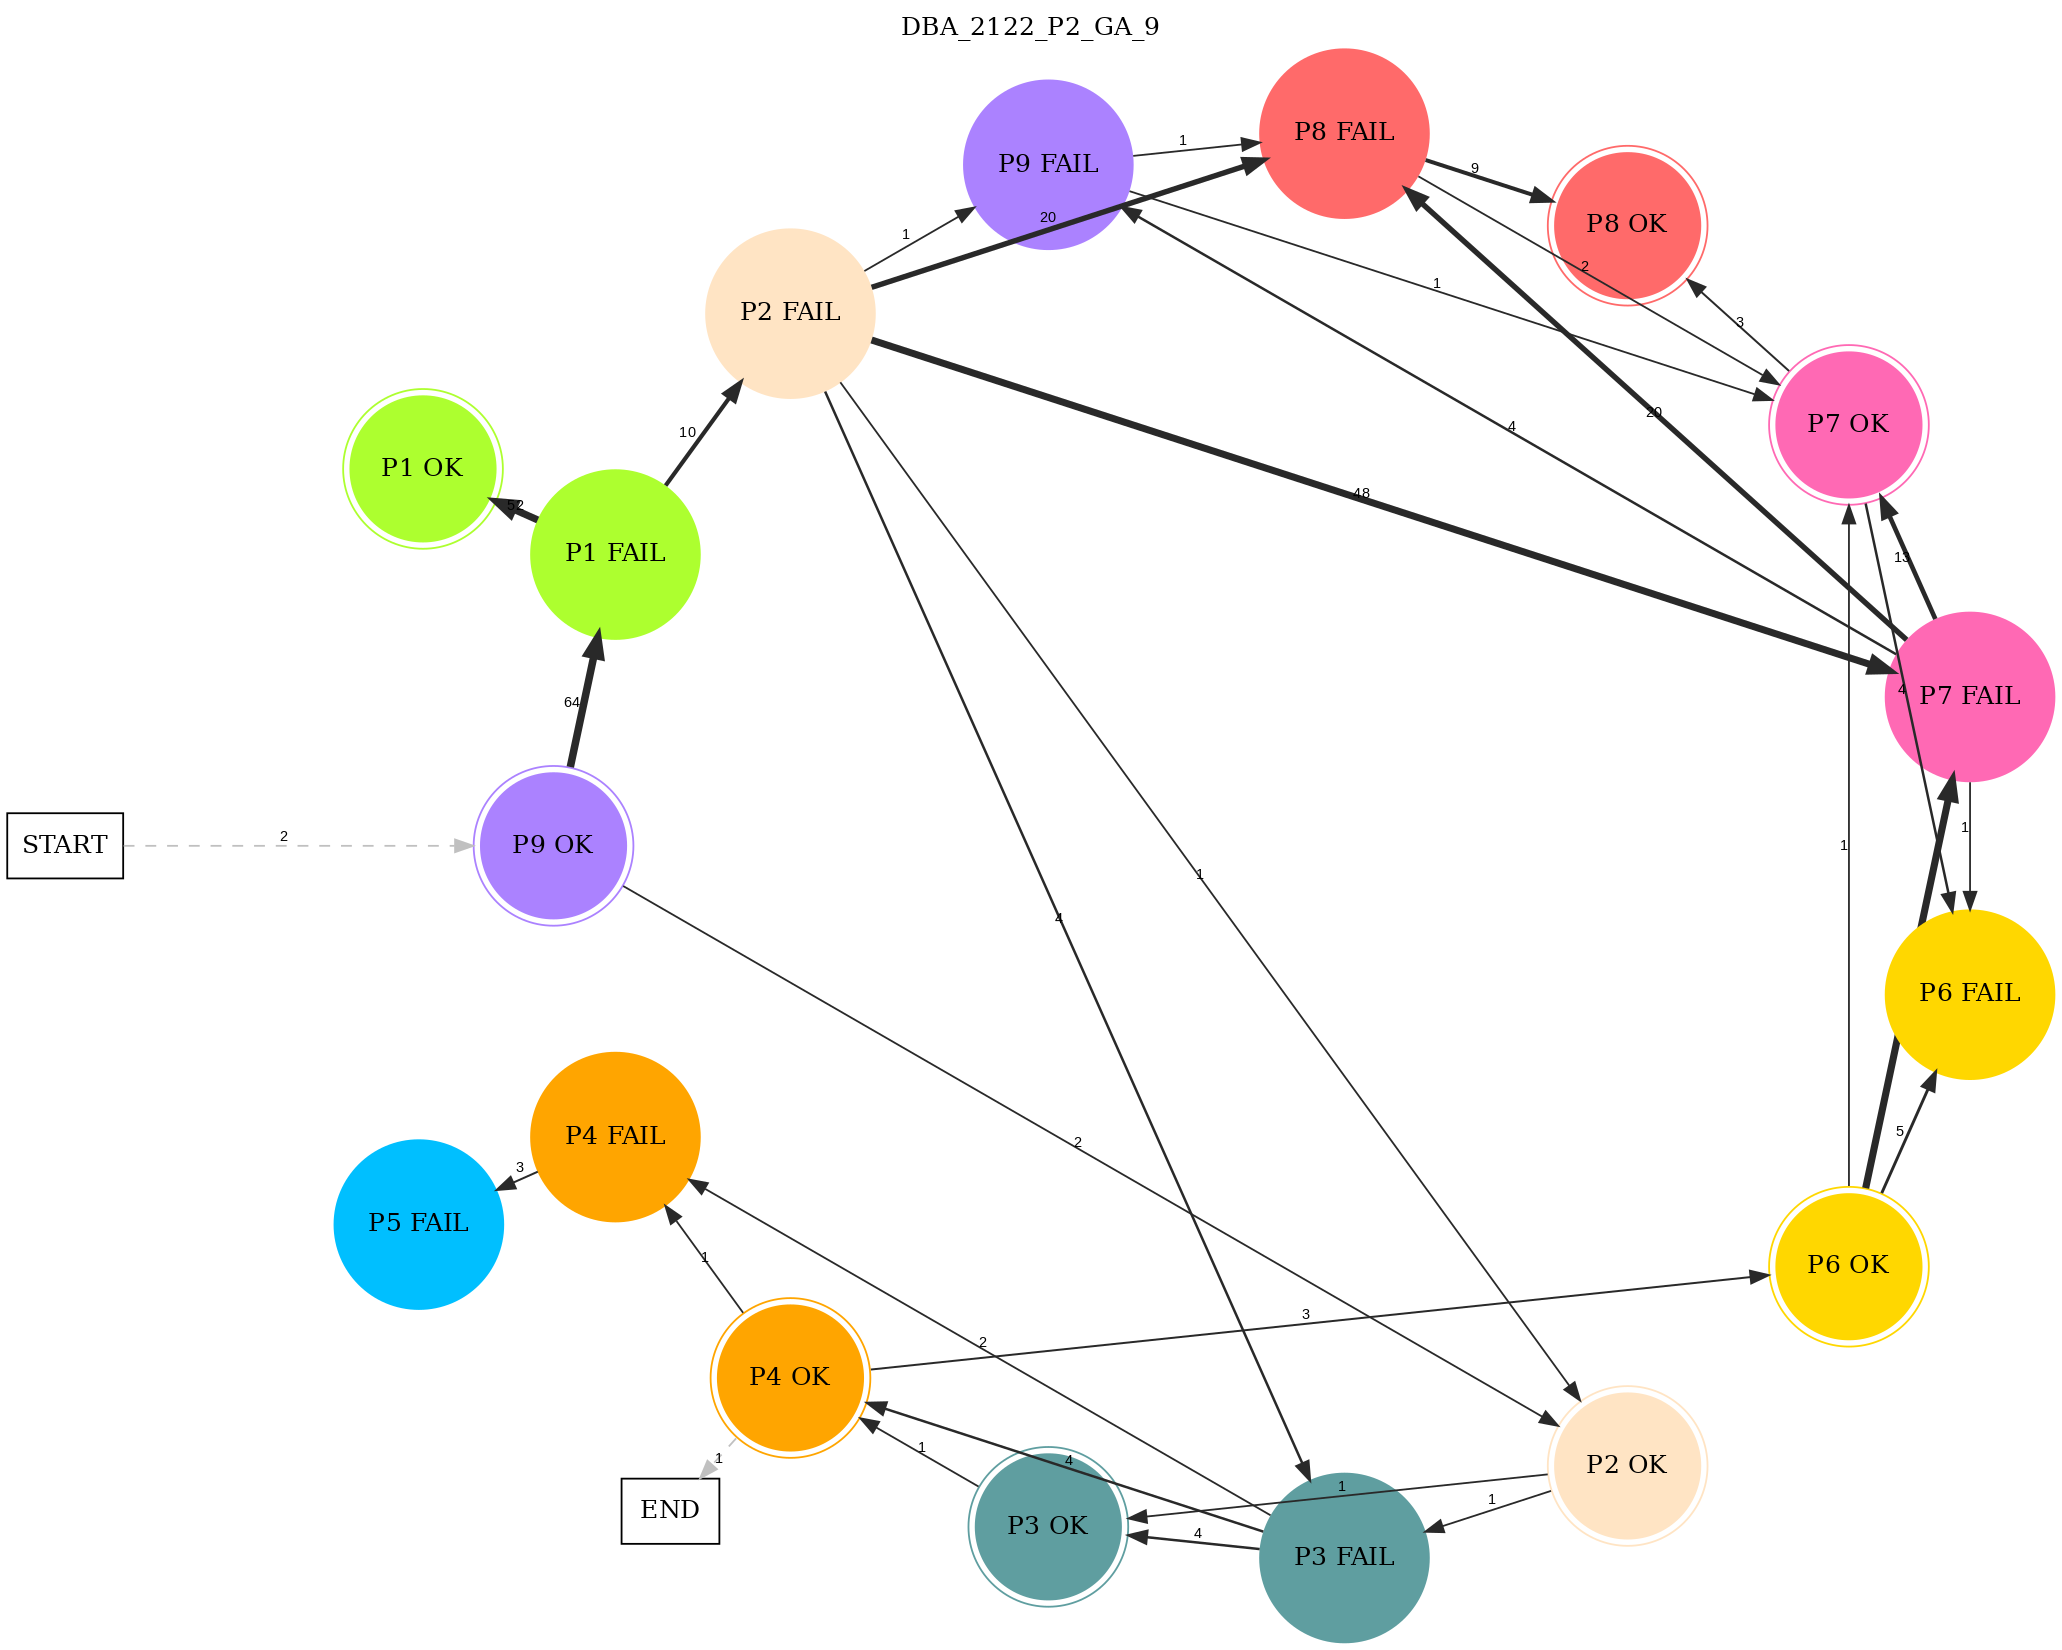 DBA_2122_P2_GA_9
P8 FAIL
P9 FAIL
1
9
P8 OK
20
1
2
1
P2 FAIL
3
10
20
4
P7 OK
P1 OK
48
52
P1 FAIL
13
64
4
P7 FAIL
2
1
1
START
P9 OK
1
4
P6 FAIL
5
2
P4 FAIL
3
P5 FAIL
1
P6 OK
3
2
P4 OK
1
1
4
P2 OK
1
1
END
P3 OK
4
P3 FAIL